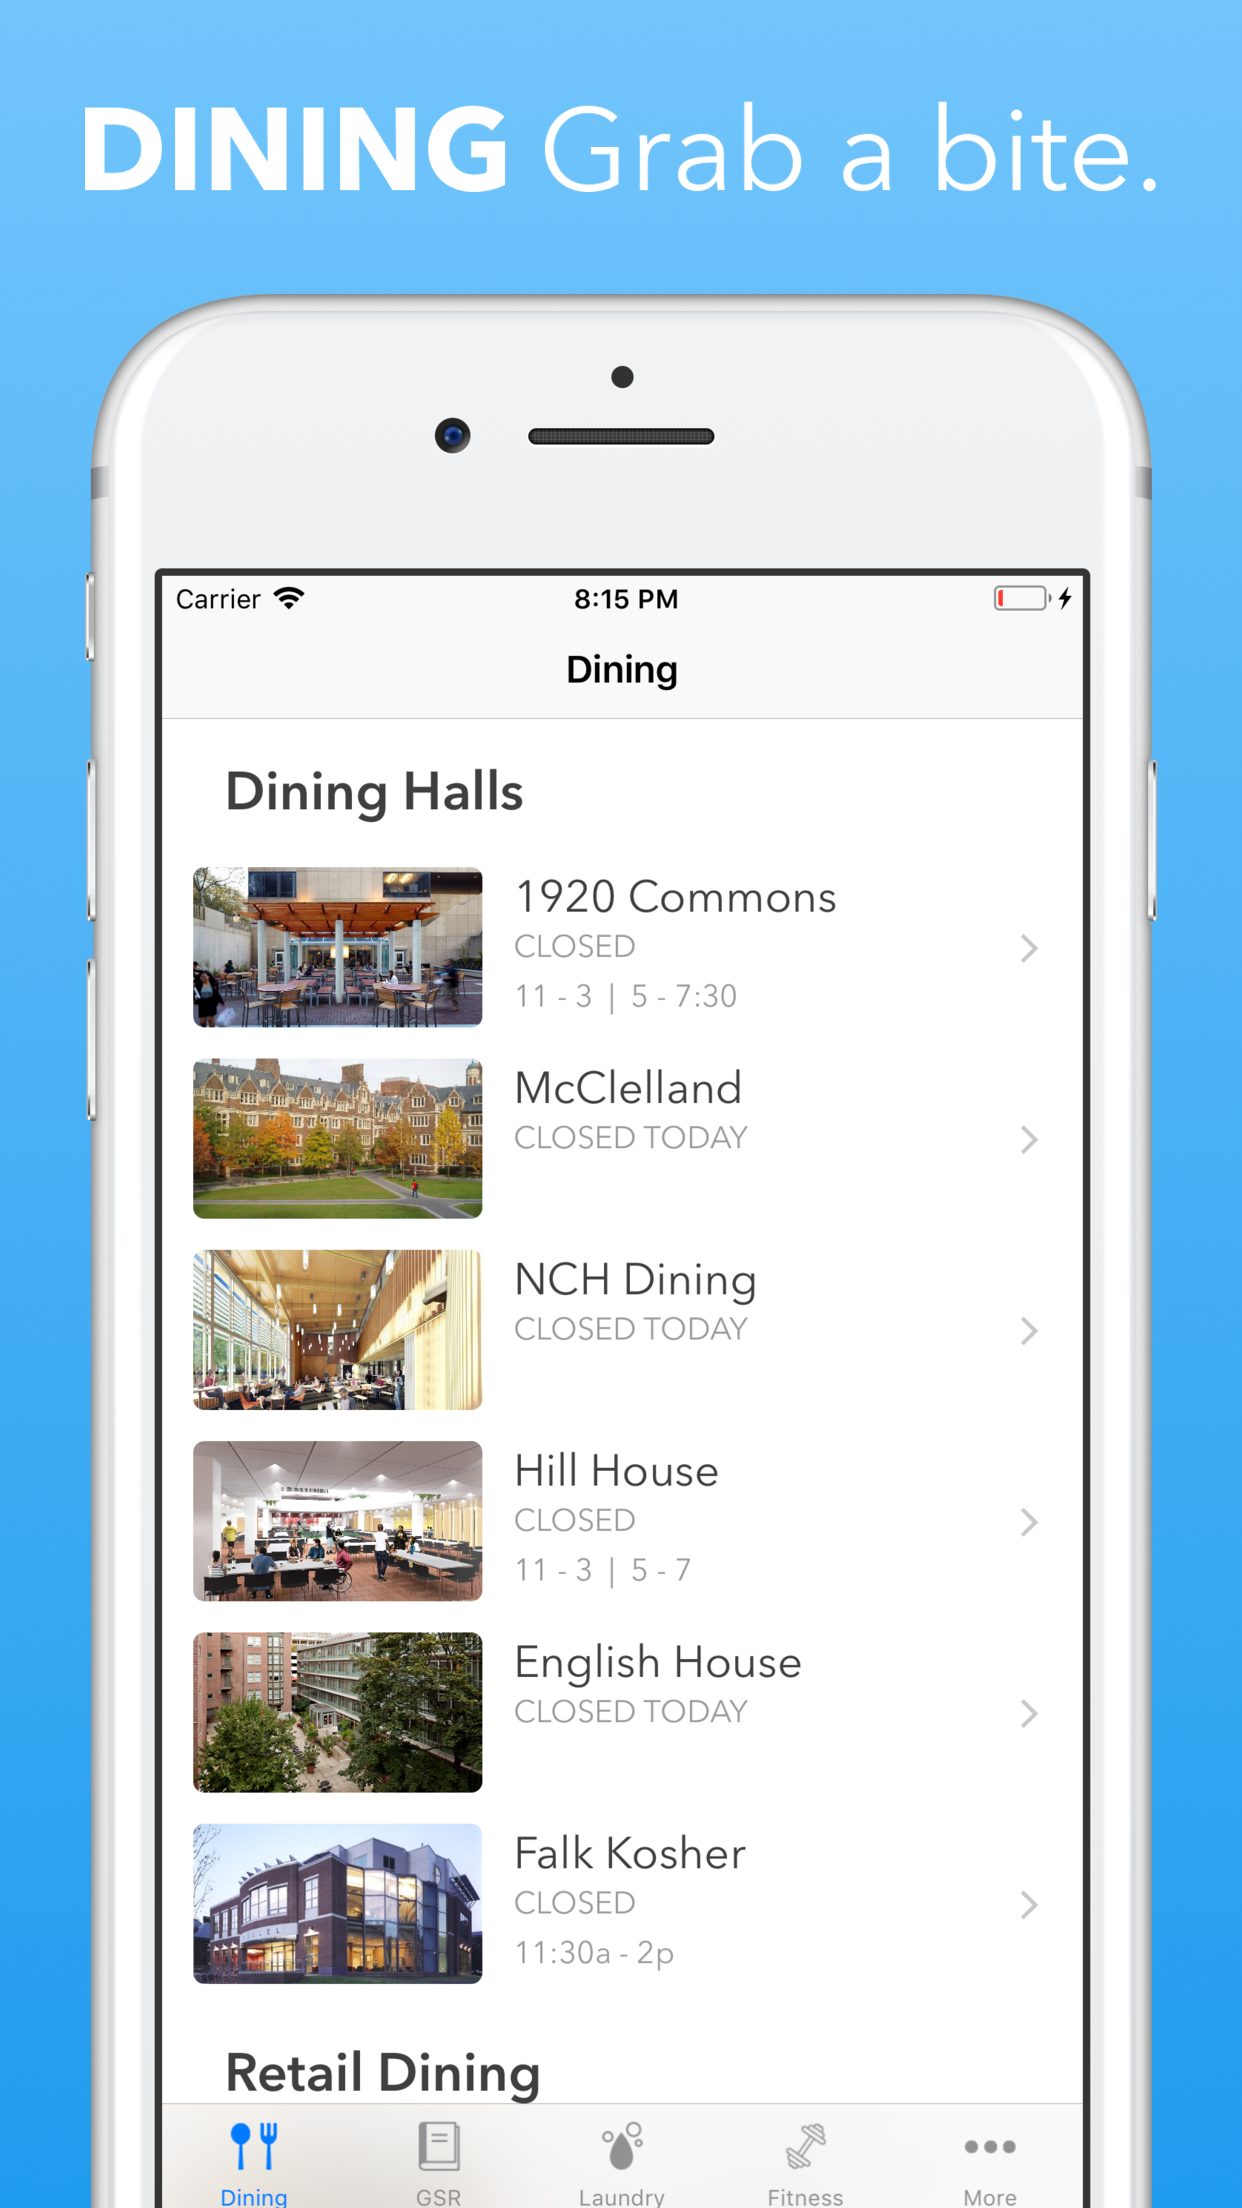 DINING Grab a bite.
Carrier 8:15 PM
Dining
Dining Halls
1920 Commons
CLOSED
11 - 3 | 5 - 7:30
McClelland
CLOSED TODAY
NCH Dining
CLOSED TODAY
Hill House
CLOSED
11 - 3 | 5 - 7
English House
CLOSED TODAY
Falk Kosher
CLOSED
11:30a - 2p
Retail Dining
Dining GSR Laundry Fitness More